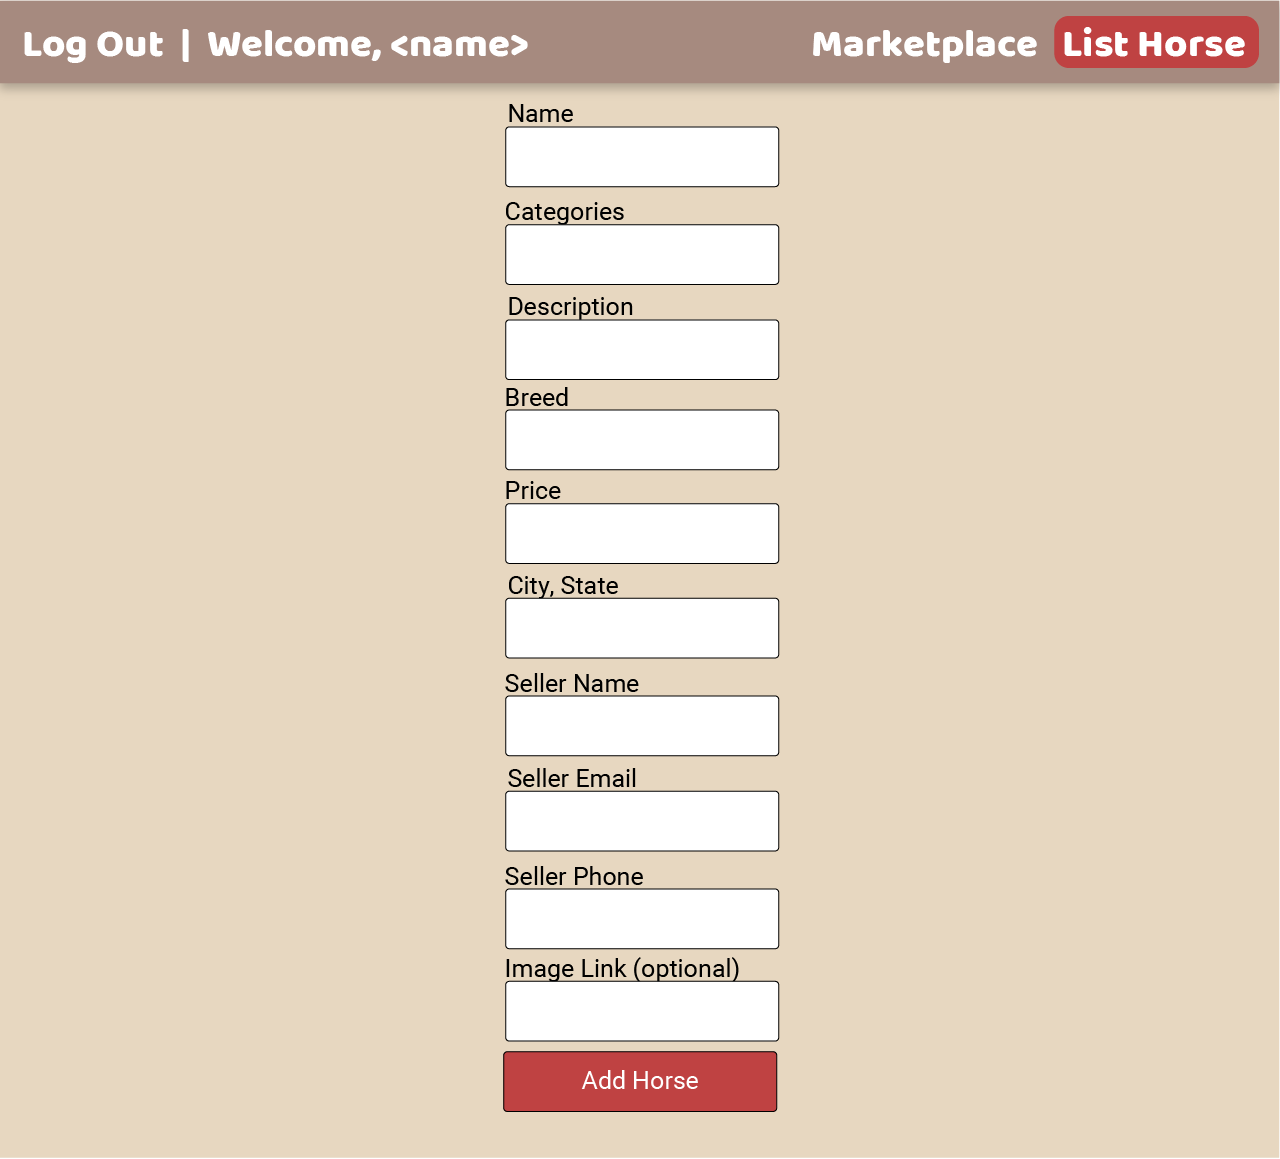 Log Out | Welcome, <name> Marketplace List Horse
Name
Categories
Description
Breed
Price
City, State
Seller Name
Seller Email
Seller Phone
Image Link (optional)
Add Horse